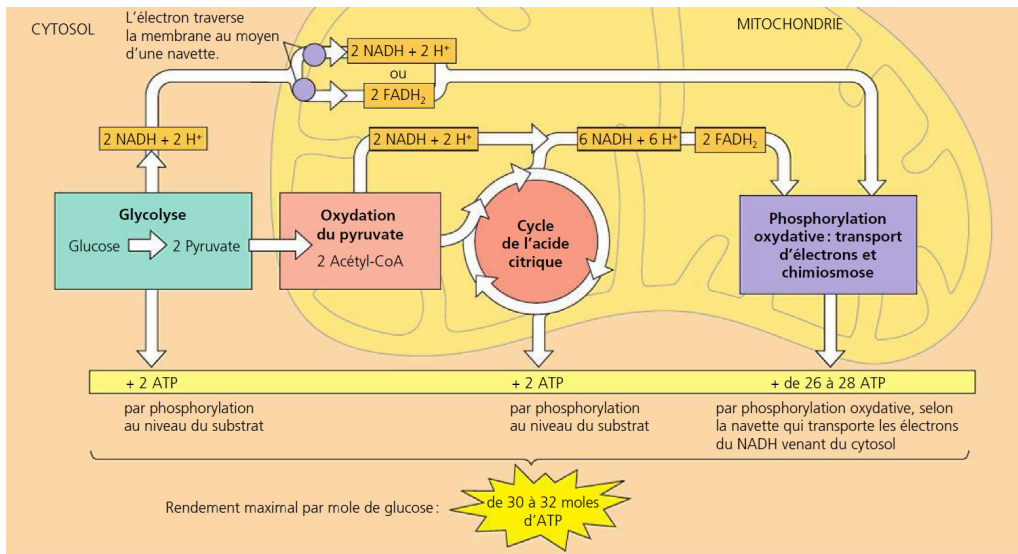 CYTOSOL
L'électron traverse
la membrane au moyen
d'une navette.
MITOCHONDRIE
2 NADH + 2 H⁺
ou
2 FADH₂
2 NADH + 2 H⁺
2 NADH + 2 H⁺
6 NADH + 6 H⁺
2 FADH₂
Glycolyse
Glucose
2 Pyruvate
Oxydation
du pyruvate
2 Acétyl-CoA
Cycle
de l'acide
citrique
Phosphorylation
oxydative : transport
d'électrons et
chimiosmose
+ 2 ATP
+ 2 ATP
+ de 26 à 28 ATP
par phosphorylation
au niveau du substrat
par phosphorylation
au niveau du substrat
par phosphorylation oxydative, selon
la navette qui transporte les électrons
du NADH venant du cytosol
Rendement maximal par mole de glucose :
de 30 à 32 moles
d'ATP